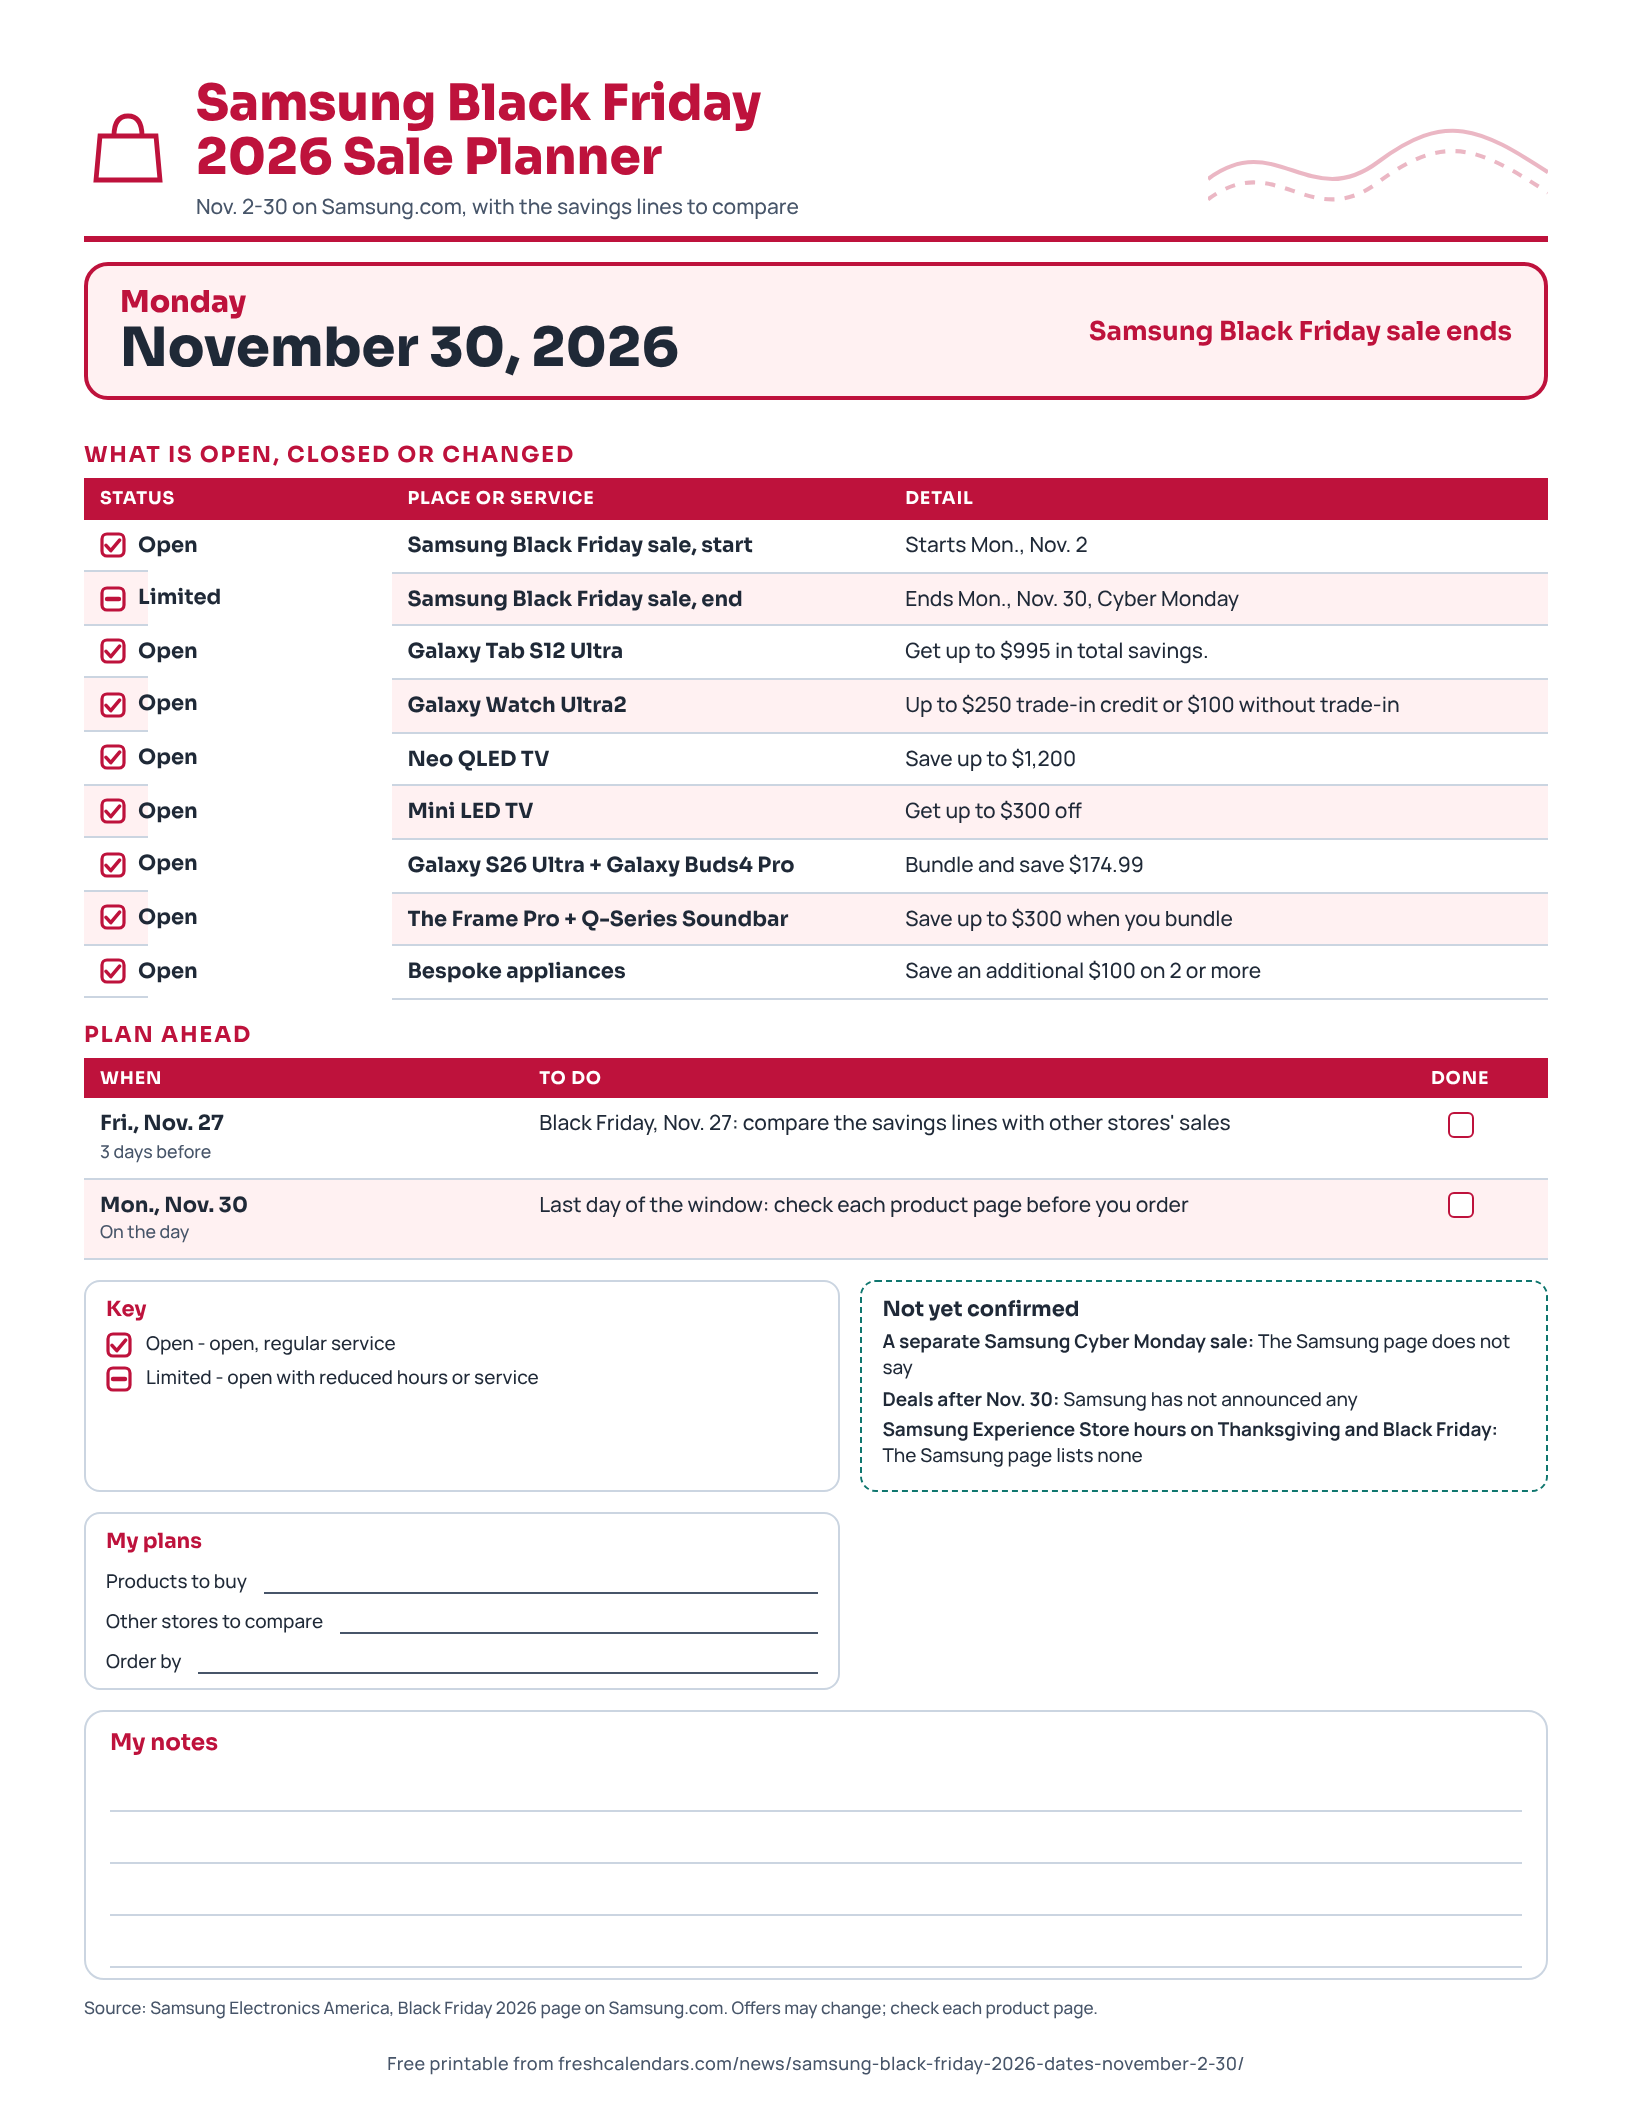 Samsung Black Friday
2026 Sale Planner
Nov. 2-30 on Samsung.com, with the savings lines to compare
Monday
November 30, 2026
Samsung Black Friday sale ends
WHAT IS OPEN, CLOSED OR CHANGED
STATUS PLACE OR SERVICE DETAIL
Open Samsung Black Friday sale, start Starts Mon., Nov. 2
Limited Samsung Black Friday sale, end Ends Mon., Nov. 30, Cyber Monday
Open Galaxy Tab S12 Ultra Get up to $995 in total savings.
Open Galaxy Watch Ultra2 Up to $250 trade-in credit or $100 without trade-in
Open Neo QLED TV Save up to $1,200
Open Mini LED TV Get up to $300 off
Open Galaxy S26 Ultra + Galaxy Buds4 Pro Bundle and save $174.99
Open The Frame Pro + Q-Series Soundbar Save up to $300 when you bundle
Open Bespoke appliances Save an additional $100 on 2 or more
PLAN AHEAD
WHEN TO DO DONE
Fri., Nov. 27 Black Friday, Nov. 27: compare the savings lines with other stores' sales
3 days before
Mon., Nov. 30 Last day of the window: check each product page before you order
On the day
Key
Open - open, regular service
Limited - open with reduced hours or service
Not yet confirmed
A separate Samsung Cyber Monday sale: The Samsung page does not
say
Deals after Nov. 30: Samsung has not announced any
Samsung Experience Store hours on Thanksgiving and Black Friday:
The Samsung page lists none
My plans
Products to buy
Other stores to compare
Order by
My notes
Source: Samsung Electronics America, Black Friday 2026 page on Samsung.com. Offers may change; check each product page.
Free printable from freshcalendars.com/news/samsung-black-friday-2026-dates-november-2-30/